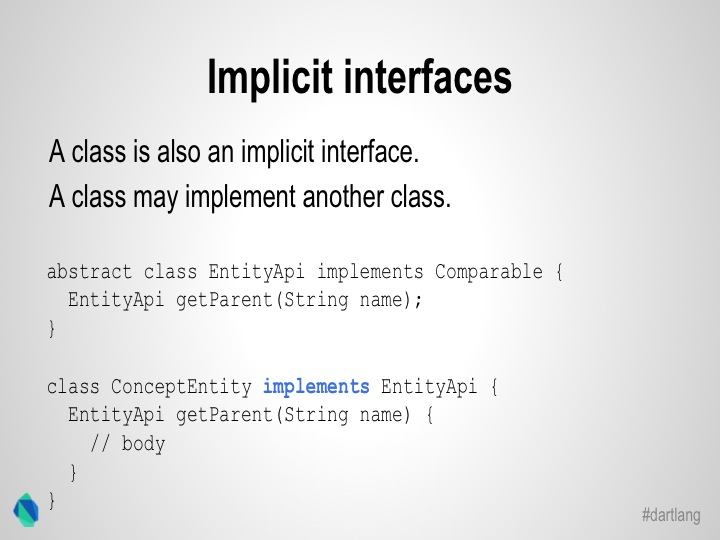 Implicit interfaces
A class is also an implicit interface.
A class may implement another class.
abstract class EntityApi implements Comparable {
  EntityApi getParent(String name);
}
class ConceptEntity implements EntityApi {
  EntityApi getParent(String name) {
    // body
  }
}
#dartlang